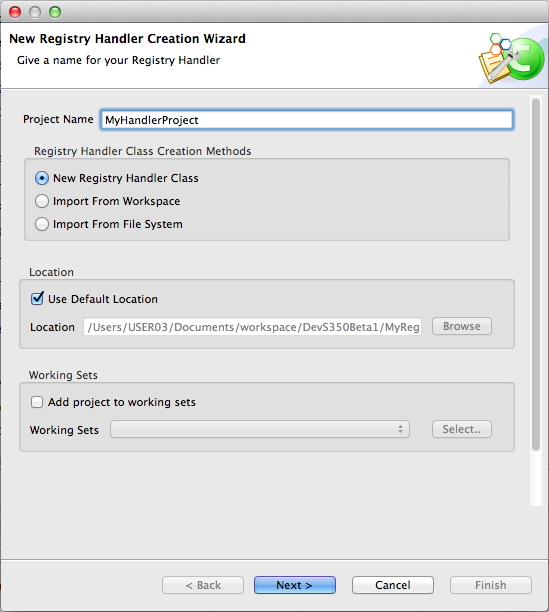 New Registry Handler Creation Wizard
Give a name for your Registry Handler
Project Name MyHandlerProject
Registry Handler Class Creation Methods
New Registry Handler Class
Import From Workspace
Import From File System
Location
Use Default Location
Location /Users/USER03/Documents/workspace/DevS350Beta1/MyReg Browse
Working Sets
Add project to working sets
Working Sets Select..
< Back Next > Cancel Finish